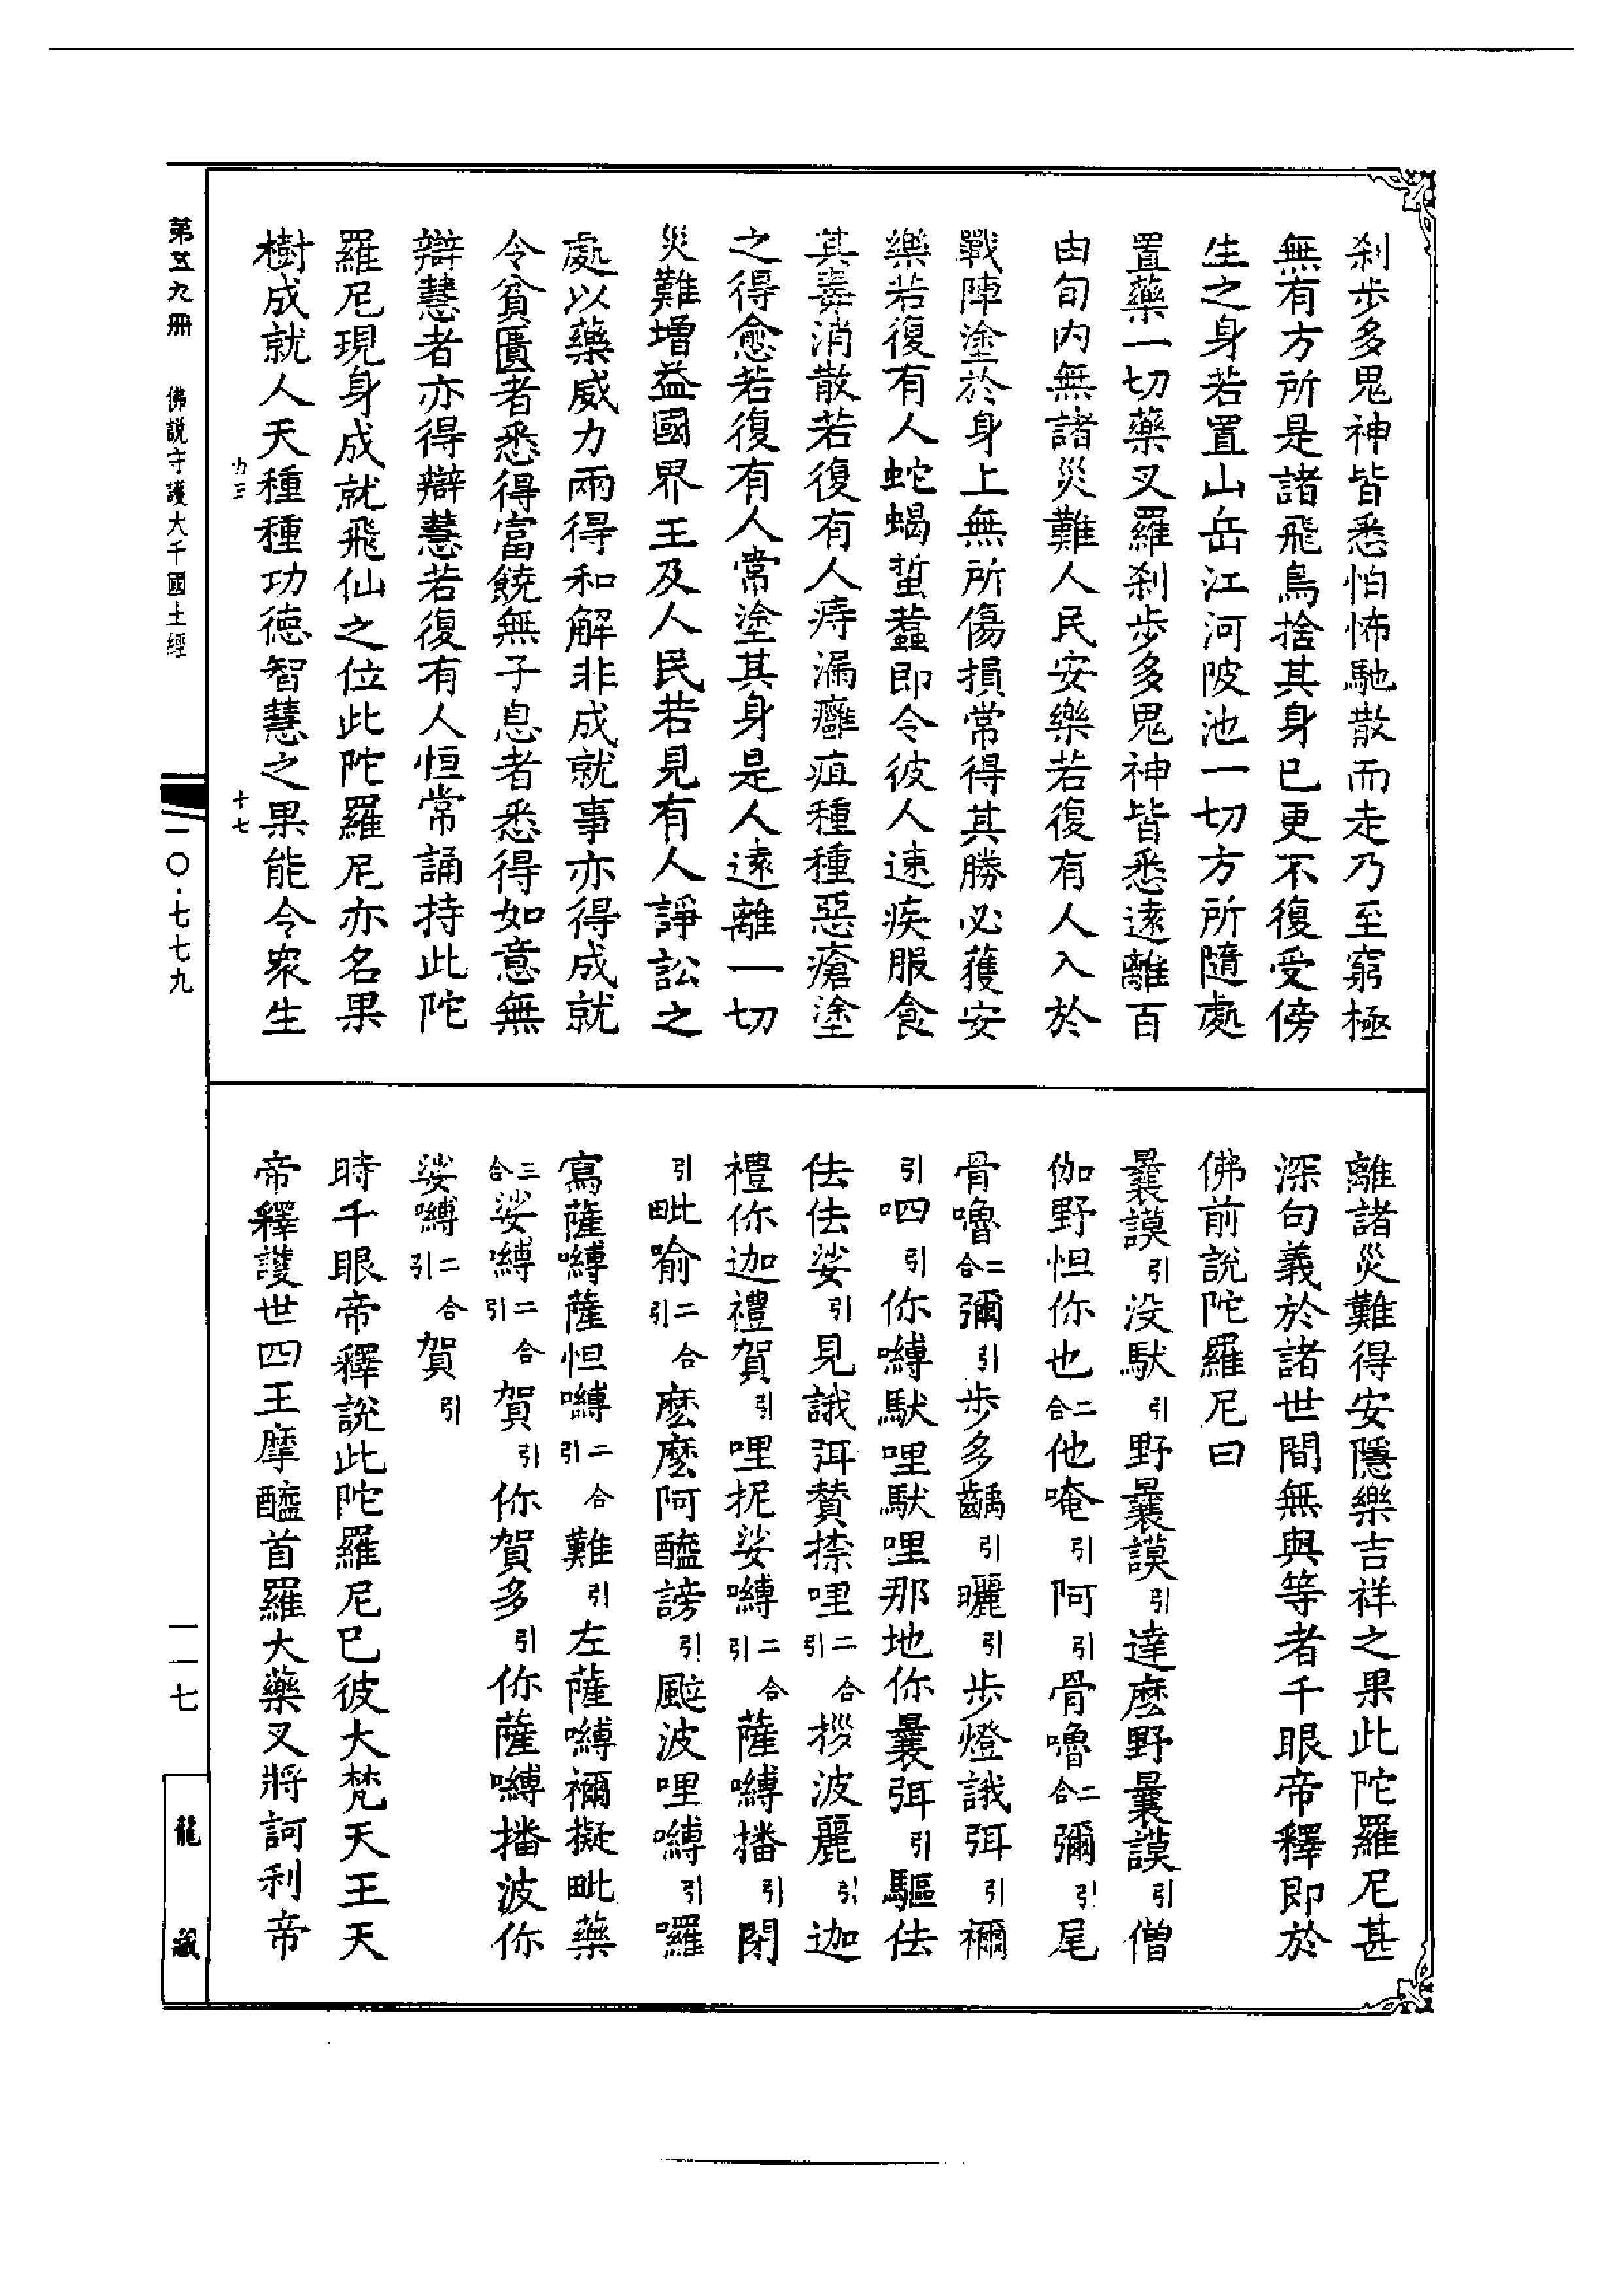 刹步多鬼神皆悉怕怖馳散而走乃至窮極
無有方所是諸飛鳥捨其身已更不復受傍
生之身若置山岳江河陂池一切方所隨處
置藥一切藥叉羅刹步多鬼神皆悉遠離百
由旬内無諸災難人民安樂若復有人入於
戰陣塗於身上無所傷損常得其勝必獲安
樂若復有人蛇蝎蜇蠚即令彼人速疾服食
其毒消散若復有人痔漏癰疽種種惡瘡塗
之得愈若復有人常塗其身是人遠離一切
災難增益國界王及人民若見有人諍訟之
處以藥威力兩得和解非成就事亦得成就
令貧匱者悉得富饒無子息者悉得如意無
辯慧者亦得辯慧若復有人恒常誦持此陀
羅尼現身成就飛仙之位此陀羅尼亦名果
樹成就人天種種功德智慧之果能令衆生
離諸災難得安隱樂吉祥之果此陀羅尼甚
深句義於諸世間無與等者千眼帝釋即於
佛前說陀羅尼曰
曩謨引没馱引野曩謨引達麽野曩謨引僧
伽野怛你也二合他唵引阿引骨嚕二合彌引尾
骨嚕二合彌引步多齲引曬引步燈誐弭引禰
引呬引你嚩馱哩馱哩那地你曩弭引驅佉
佉佉娑引見誐弭贊捺哩二合引拶波麗引迦
禮你迦禮賀引哩抳娑嚩二合引薩嚩播引閉
引毗喻二合引麽麽阿醯謗引颰波哩嚩引囉
寫薩嚩薩怛嚩二合引難引左薩嚩禰擬毗藥
三合娑嚩二合引賀引你賀多引你薩嚩播波你
娑嚩二合引賀引
時千眼帝釋說此陀羅尼已彼大梵天王天
帝釋護世四王摩醯首羅大藥叉將訶利帝
第五九冊
佛説守護大千國土經
力三
十七
一〇·七七九
一一七
龍藏